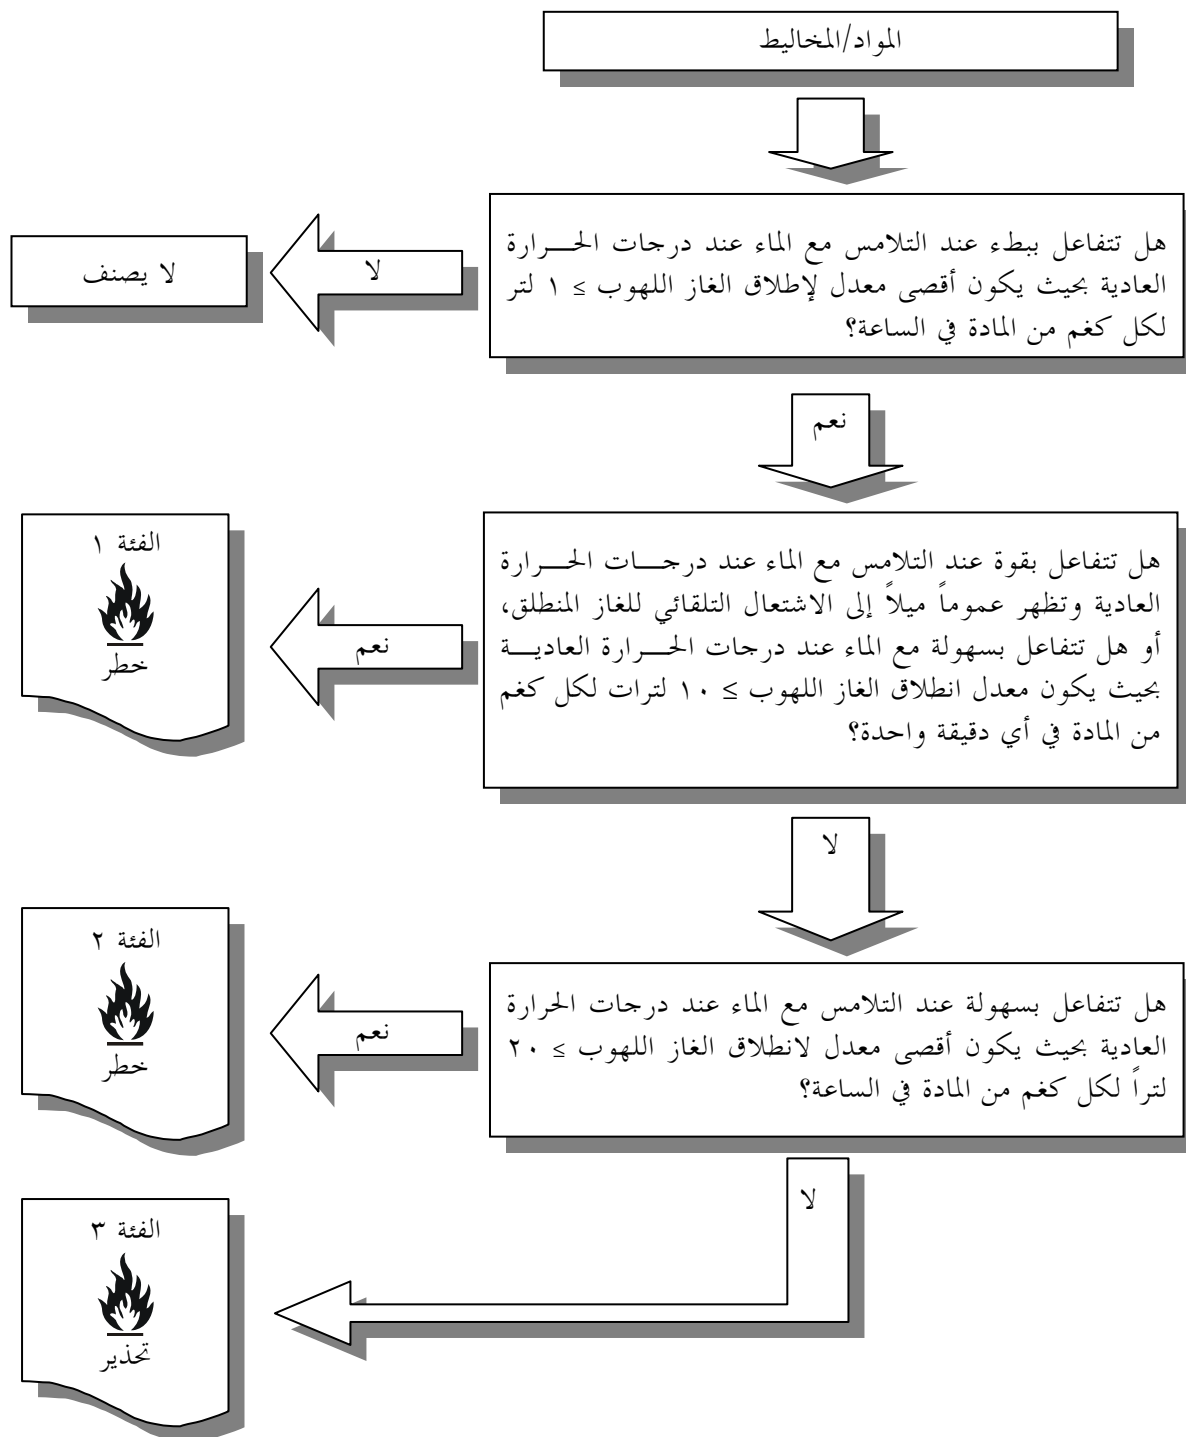 المواد/المخاليط
هل تتفاعل ببطء عند التلامس مع الماء عند درجات الحـــرارة
العادية بحيث يكون أقصى معدل لإطلاق الغاز اللهوب ≥ ١ لتر
لكل كغم من المادة في الساعة؟
لا
لا يصنف
نعم
هل تتفاعل بقوة عند التلامس مع الماء عند درجـــات الحـــرارة
العادية وتظهر عموماً ميلاً إلى الاشتعال التلقائي للغاز المنطلق،
أو هل تتفاعل بسهولة مع الماء عند درجات الحـــرارة العاديـــة
بحيث يكون معدل انطلاق الغاز اللهوب ≥ ١٠ لترات لكل كغم
من المادة في أي دقيقة واحدة؟
نعم
الفئة ١
خطر
لا
هل تتفاعل بسهولة عند التلامس مع الماء عند درجات الحرارة
العادية بحيث يكون أقصى معدل لانطلاق الغاز اللهوب ≥ ٢٠
لتراً لكل كغم من المادة في الساعة؟
نعم
الفئة ٢
خطر
لا
الفئة ٣
تحذير